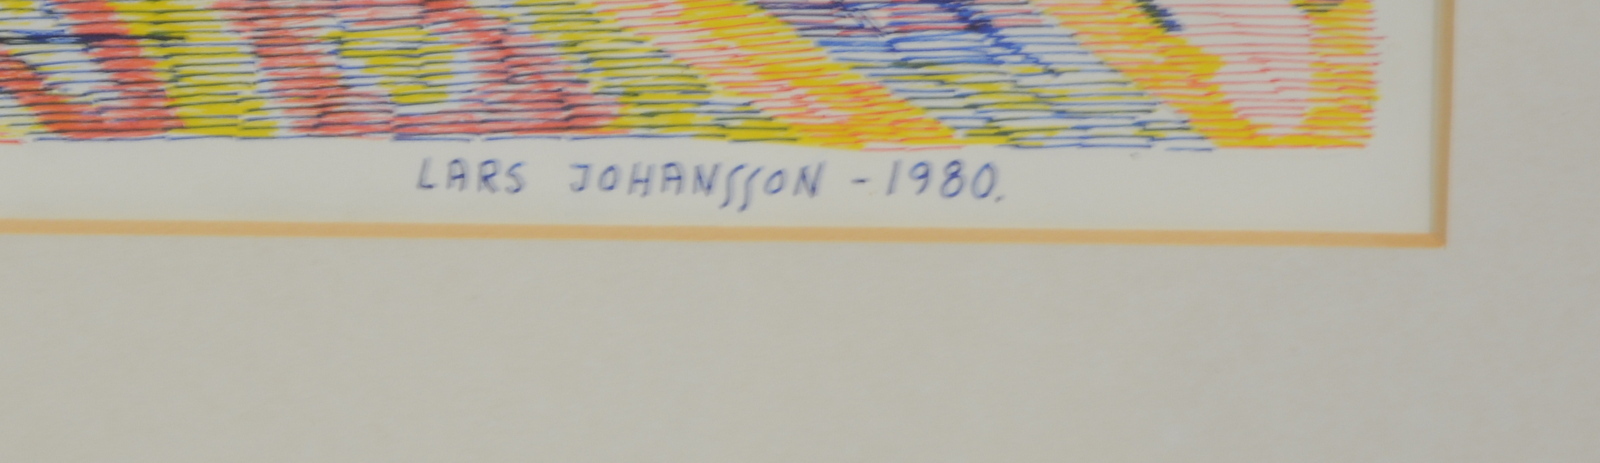 LARS JOHANSSON - 1980.